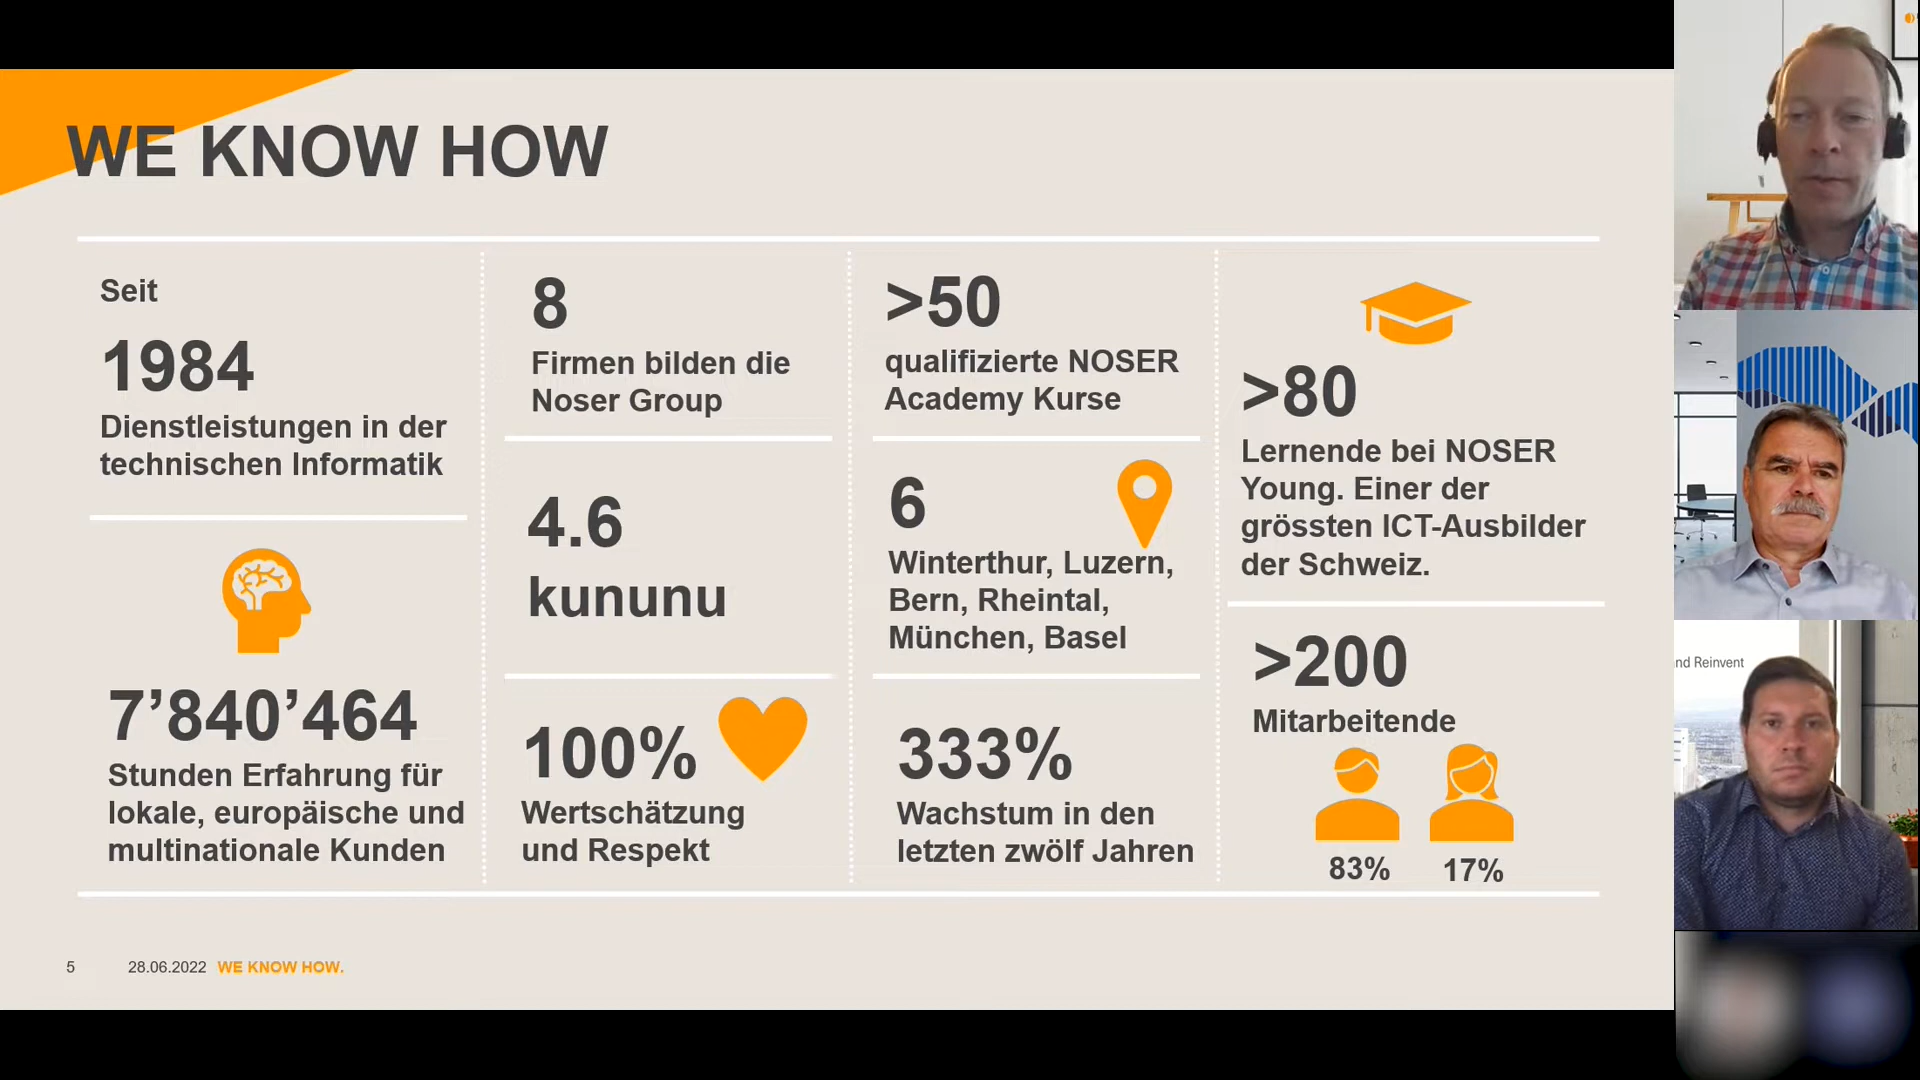 WE KNOW HOW
Seit
1984
Dienstleistungen in der
technischen Informatik
7’840’464
Stunden Erfahrung für
lokale, europäische und
multinationale Kunden
8
Firmen bilden die
Noser Group
4.6
kununu
100%
Wertschätzung
und Respekt
>50
qualifizierte NOSER
Academy Kurse
6
Winterthur, Luzern,
Bern, Rheintal,
München, Basel
333%
Wachstum in den
letzten zwölf Jahren
>80
Lernende bei NOSER
Young. Einer der
grössten ICT-Ausbilder
der Schweiz.
>200
Mitarbeitende
83% 17%
5 28.06.2022 WE KNOW HOW.
nd Reinvent